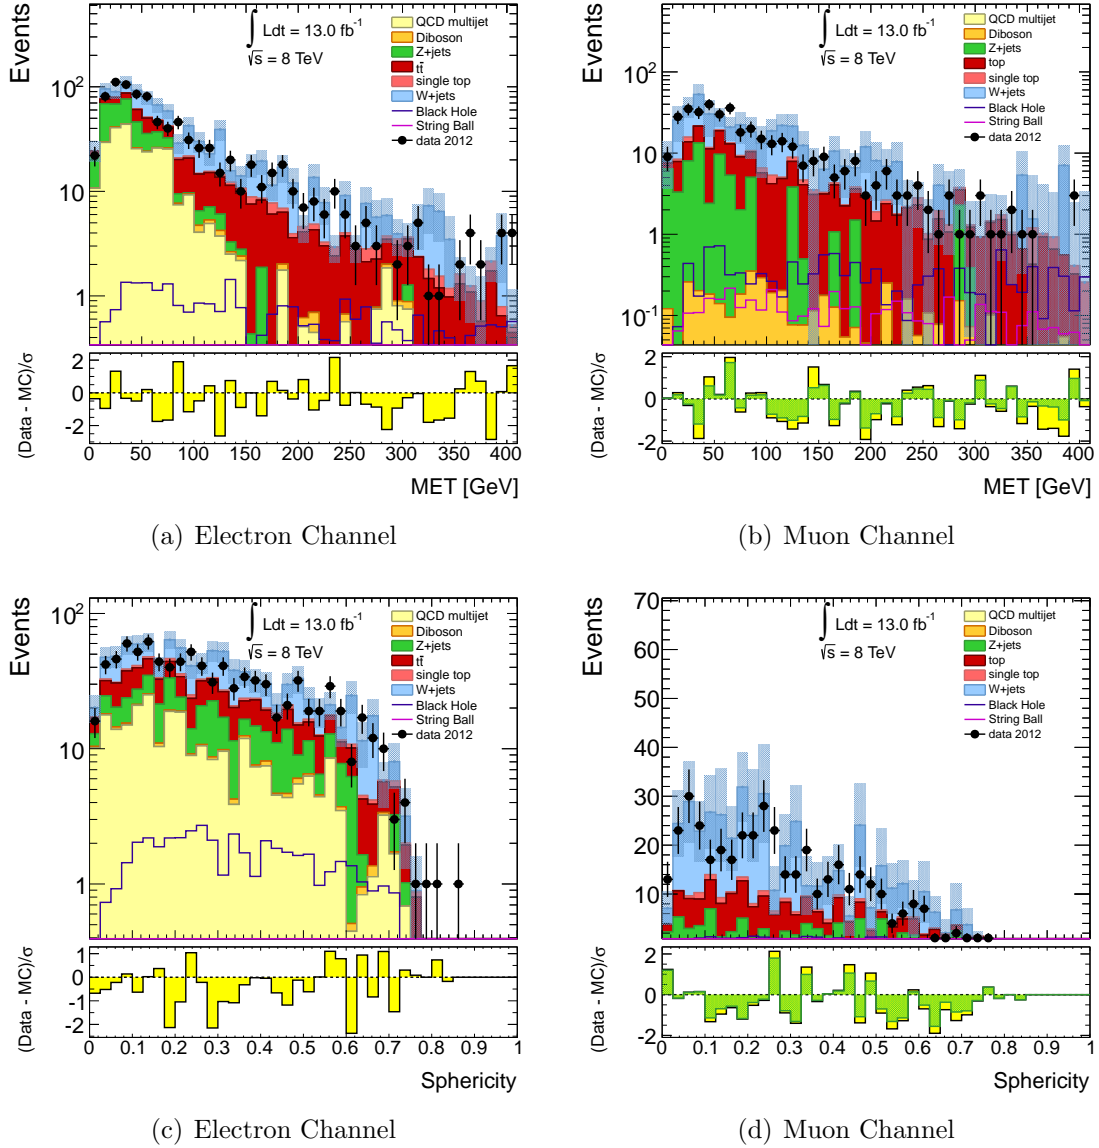 Events
10²
10
1
∫ Ldt = 13.0 fb⁻¹
√s = 8 TeV
QCD multijet
Diboson
Z+jets
tt̄
single top
W+jets
Black Hole
String Ball
data 2012
(Data - MC)/σ
2
0
-2
0 50 100 150 200 250 300 350 400
MET [GeV]
(a) Electron Channel
Events
10²
10
1
10⁻¹
∫ Ldt = 13.0 fb⁻¹
√s = 8 TeV
QCD multijet
Diboson
Z+jets
top
single top
W+jets
Black Hole
String Ball
data 2012
(Data - MC)/σ
2
0
-2
0 50 100 150 200 250 300 350 400
MET [GeV]
(b) Muon Channel
Events
10²
10
1
∫ Ldt = 13.0 fb⁻¹
√s = 8 TeV
QCD multijet
Diboson
Z+jets
tt̄
single top
W+jets
Black Hole
String Ball
data 2012
(Data - MC)/σ
1
0
-1
-2
0 0.1 0.2 0.3 0.4 0.5 0.6 0.7 0.8 0.9 1
Sphericity
(c) Electron Channel
Events
70
60
50
40
30
20
10
∫ Ldt = 13.0 fb⁻¹
√s = 8 TeV
QCD multijet
Diboson
Z+jets
top
single top
W+jets
Black Hole
String Ball
data 2012
(Data - MC)/σ
2
0
-2
0 0.1 0.2 0.3 0.4 0.5 0.6 0.7 0.8 0.9 1
Sphericity
(d) Muon Channel